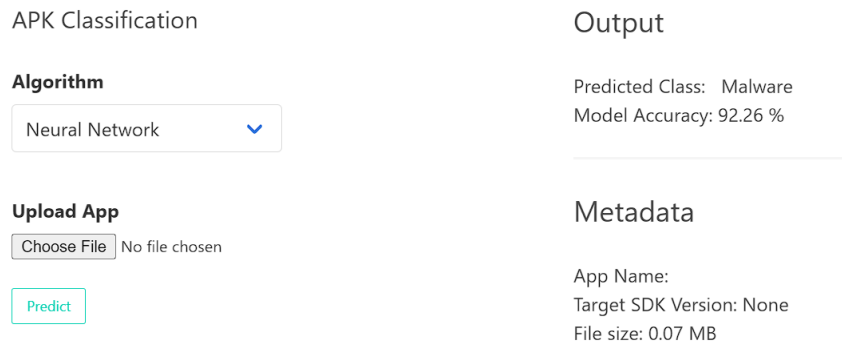 APK Classification
Algorithm
Neural Network
Upload App
Choose File No file chosen
Predict
Output
Predicted Class: Malware
Model Accuracy: 92.26 %
Metadata
App Name:
Target SDK Version: None
File size: 0.07 MB